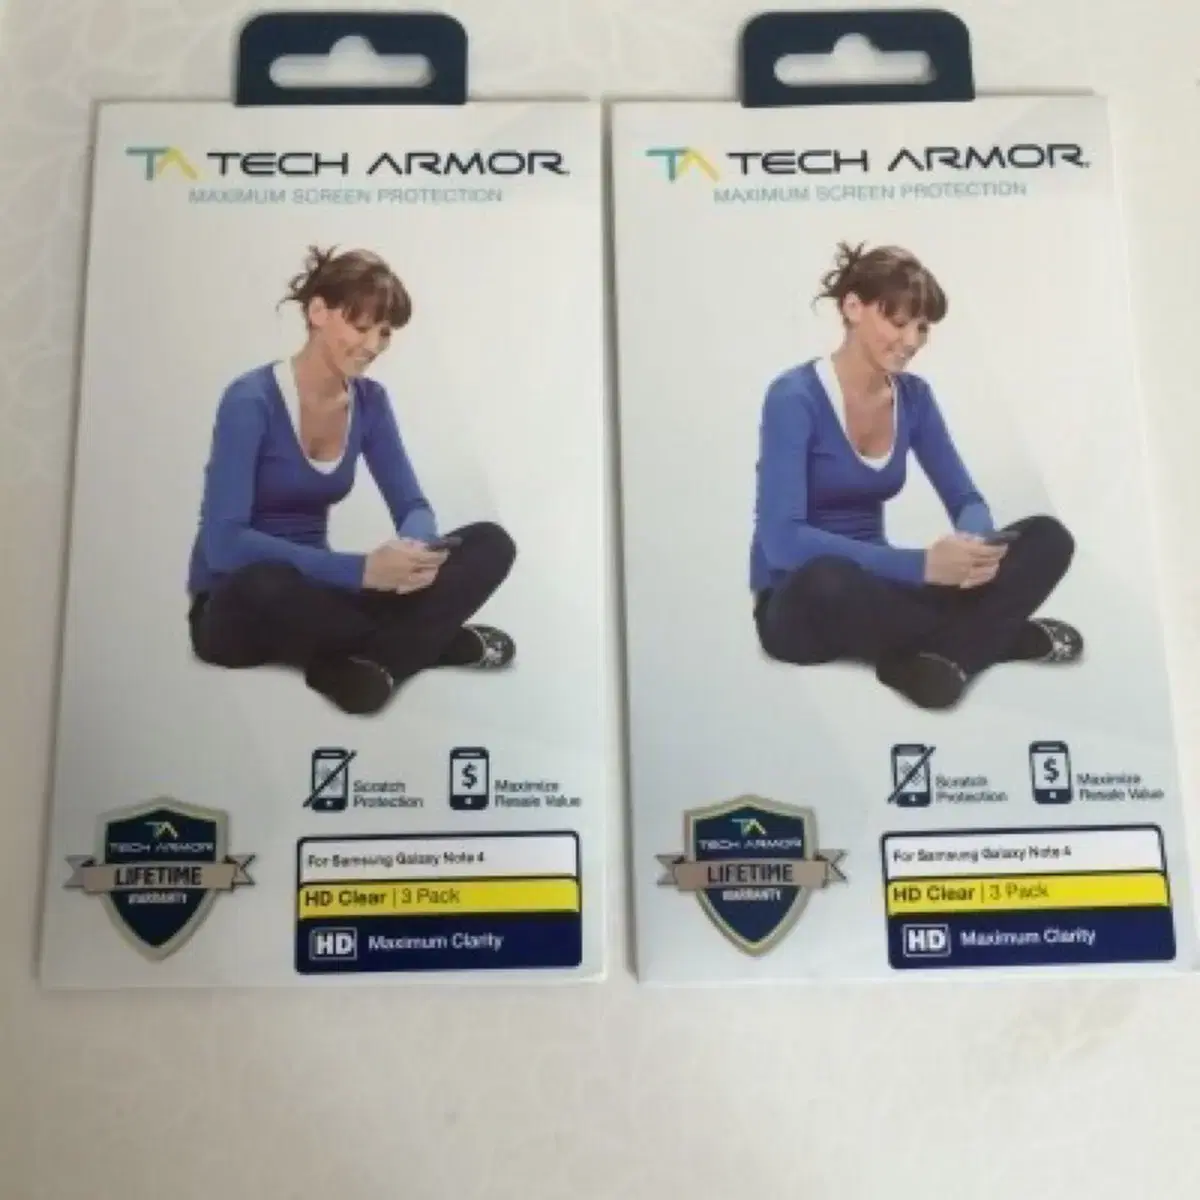 TA TECH ARMOR
MAXIMUM SCREEN PROTECTION
Scratch
Protection
$
Maximize
Resale Value
TA
TECH ARMOR
LIFETIME
WARRANTY
For Samsung Galaxy Note 4
HD Clear | 3 Pack
HD Maximum Clarity
TA TECH ARMOR
MAXIMUM SCREEN PROTECTION
Scratch
Protection
$
Maximize
Resale Value
TA
TECH ARMOR
LIFETIME
WARRANTY
For Samsung Galaxy Note 4
HD Clear | 3 Pack
HD Maximum Clarity